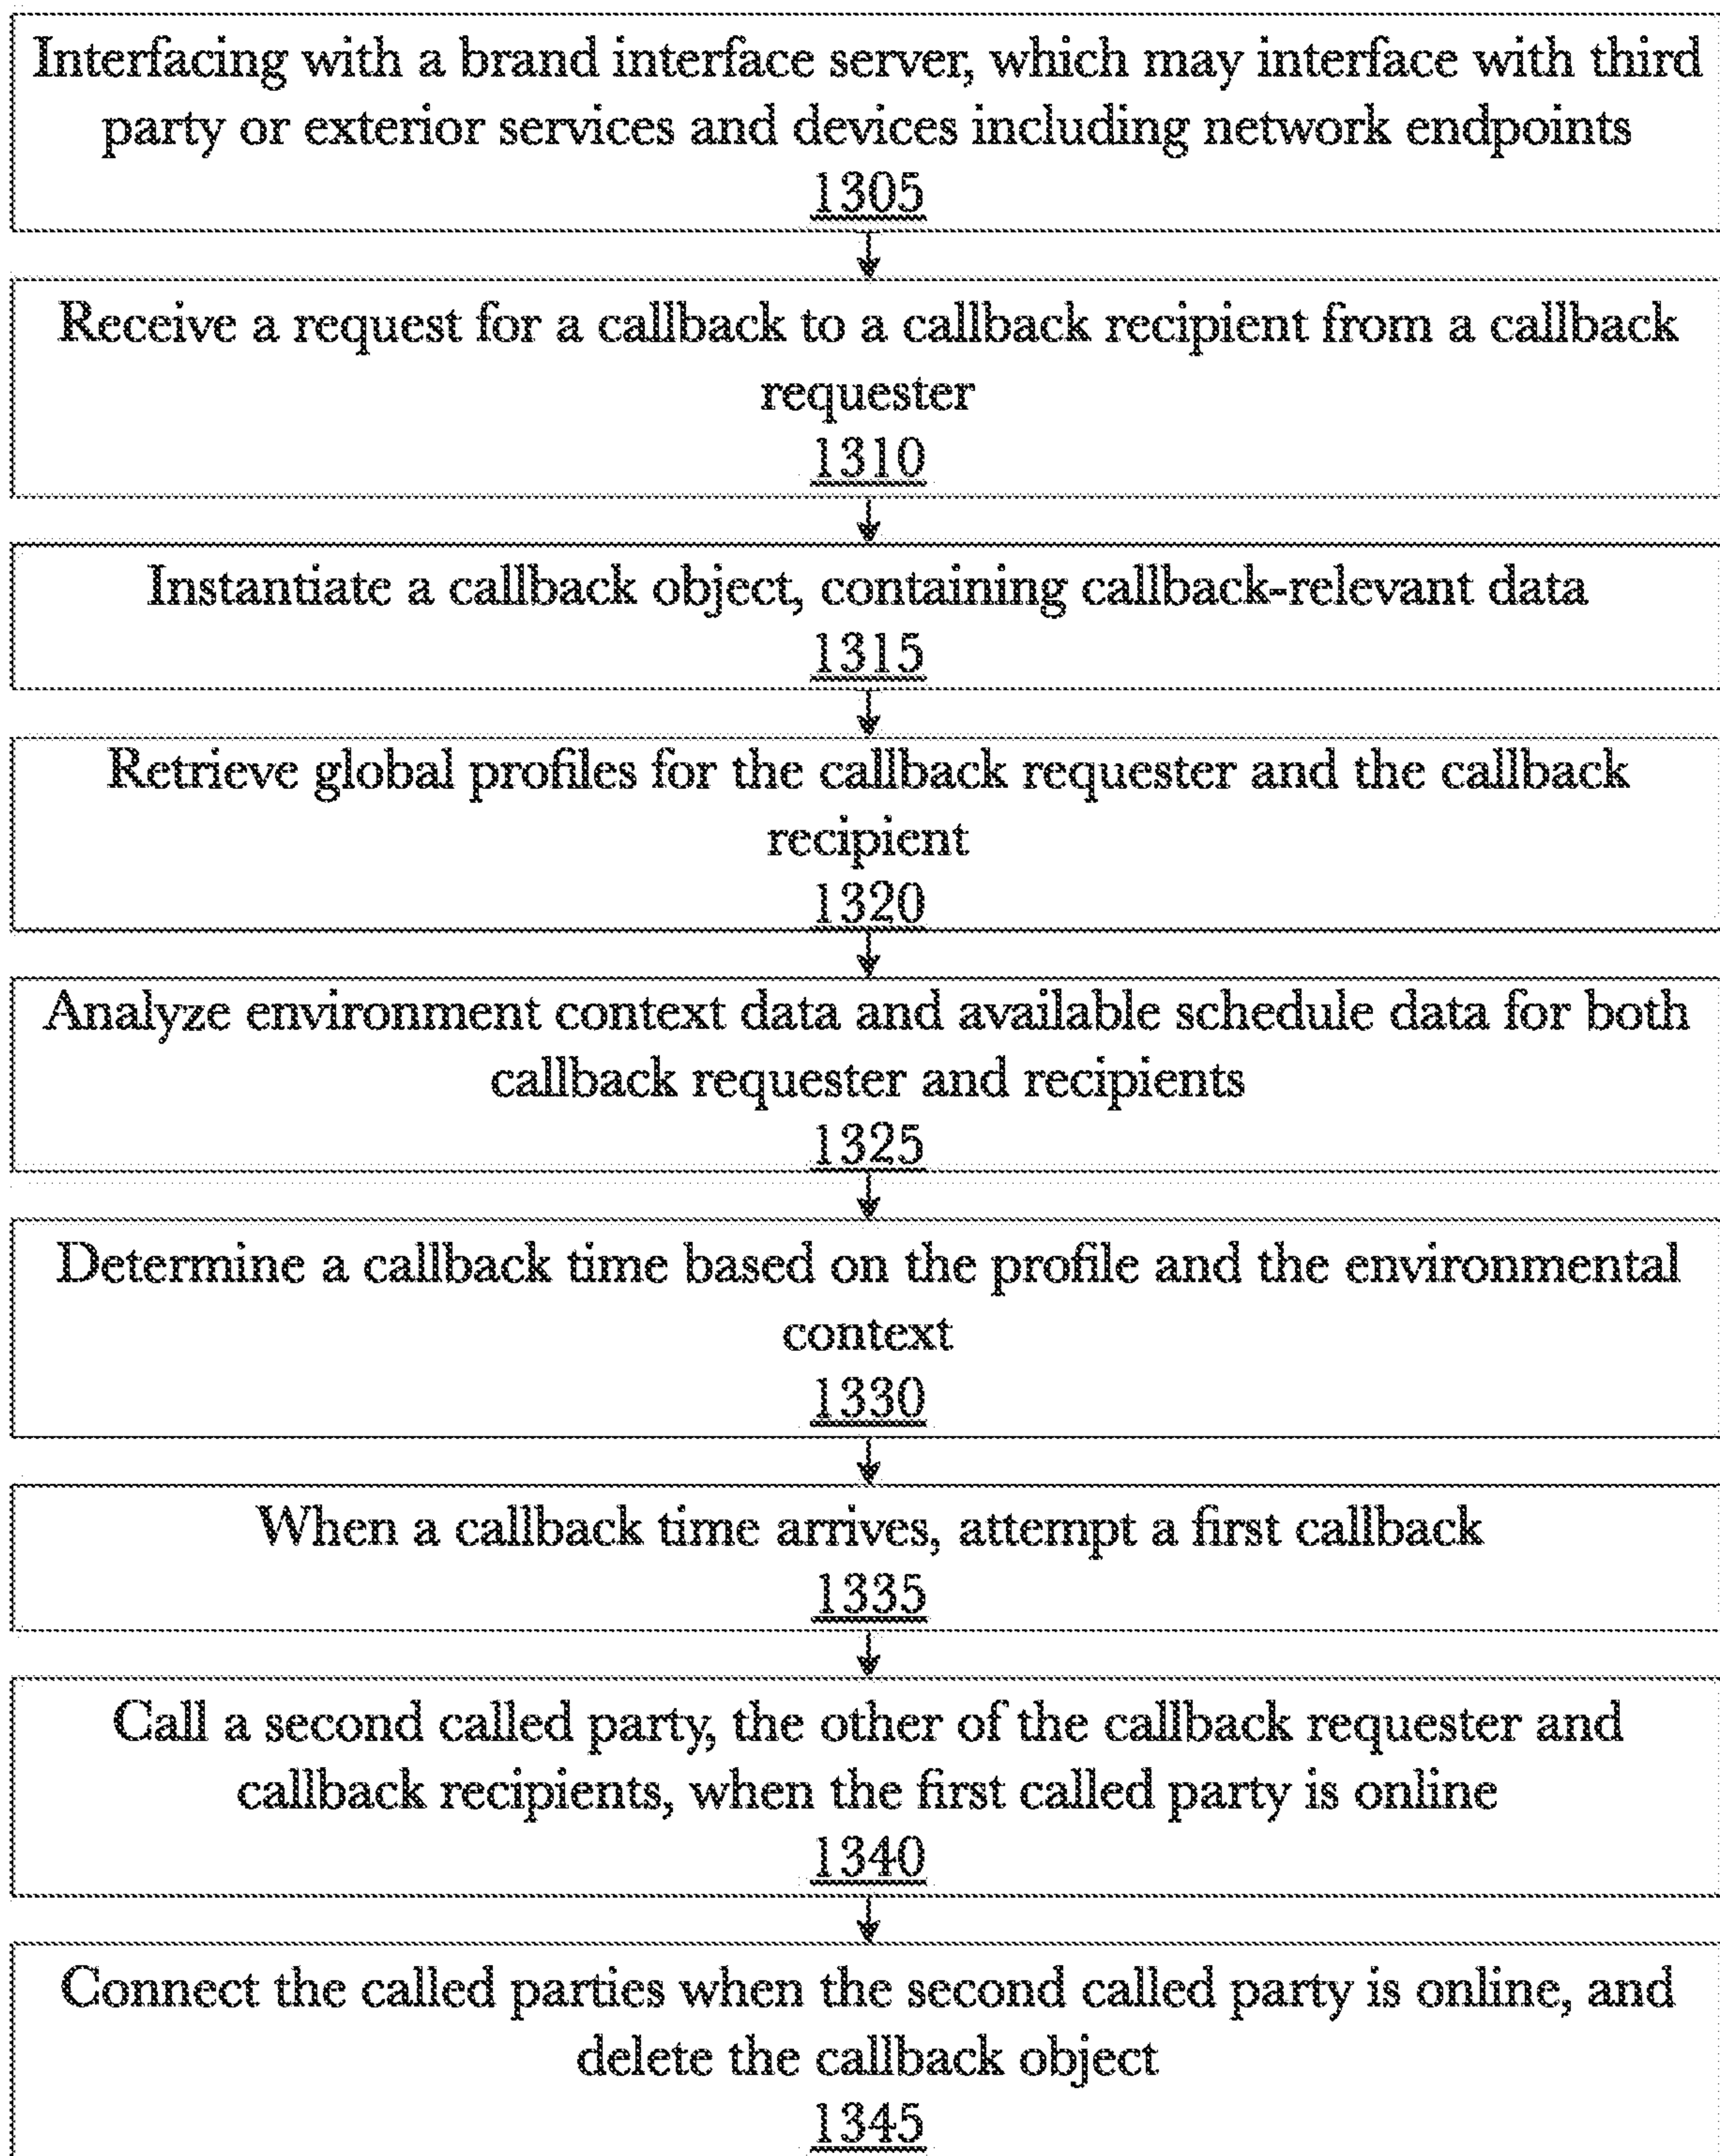 Interfacing with a brand interface server, which may interface with third
party or exterior services and devices including network endpoints
1305
Receive a request for a callback to a callback recipient from a callback
requester
1310
Instantiate a callback object, containing callback-relevant data
1315
Retrieve global profiles for the callback requester and the callback
recipient
1320
Analyze environment context data and available schedule data for both
callback requester and recipients
1325
Determine a callback time based on the profile and the environmental
context
1330
When a callback time arrives, attempt a first callback
1335
Call a second called party, the other of the callback requester and
callback recipients, when the first called party is online
1340
Connect the called parties when the second called party is online, and
delete the callback object
1345